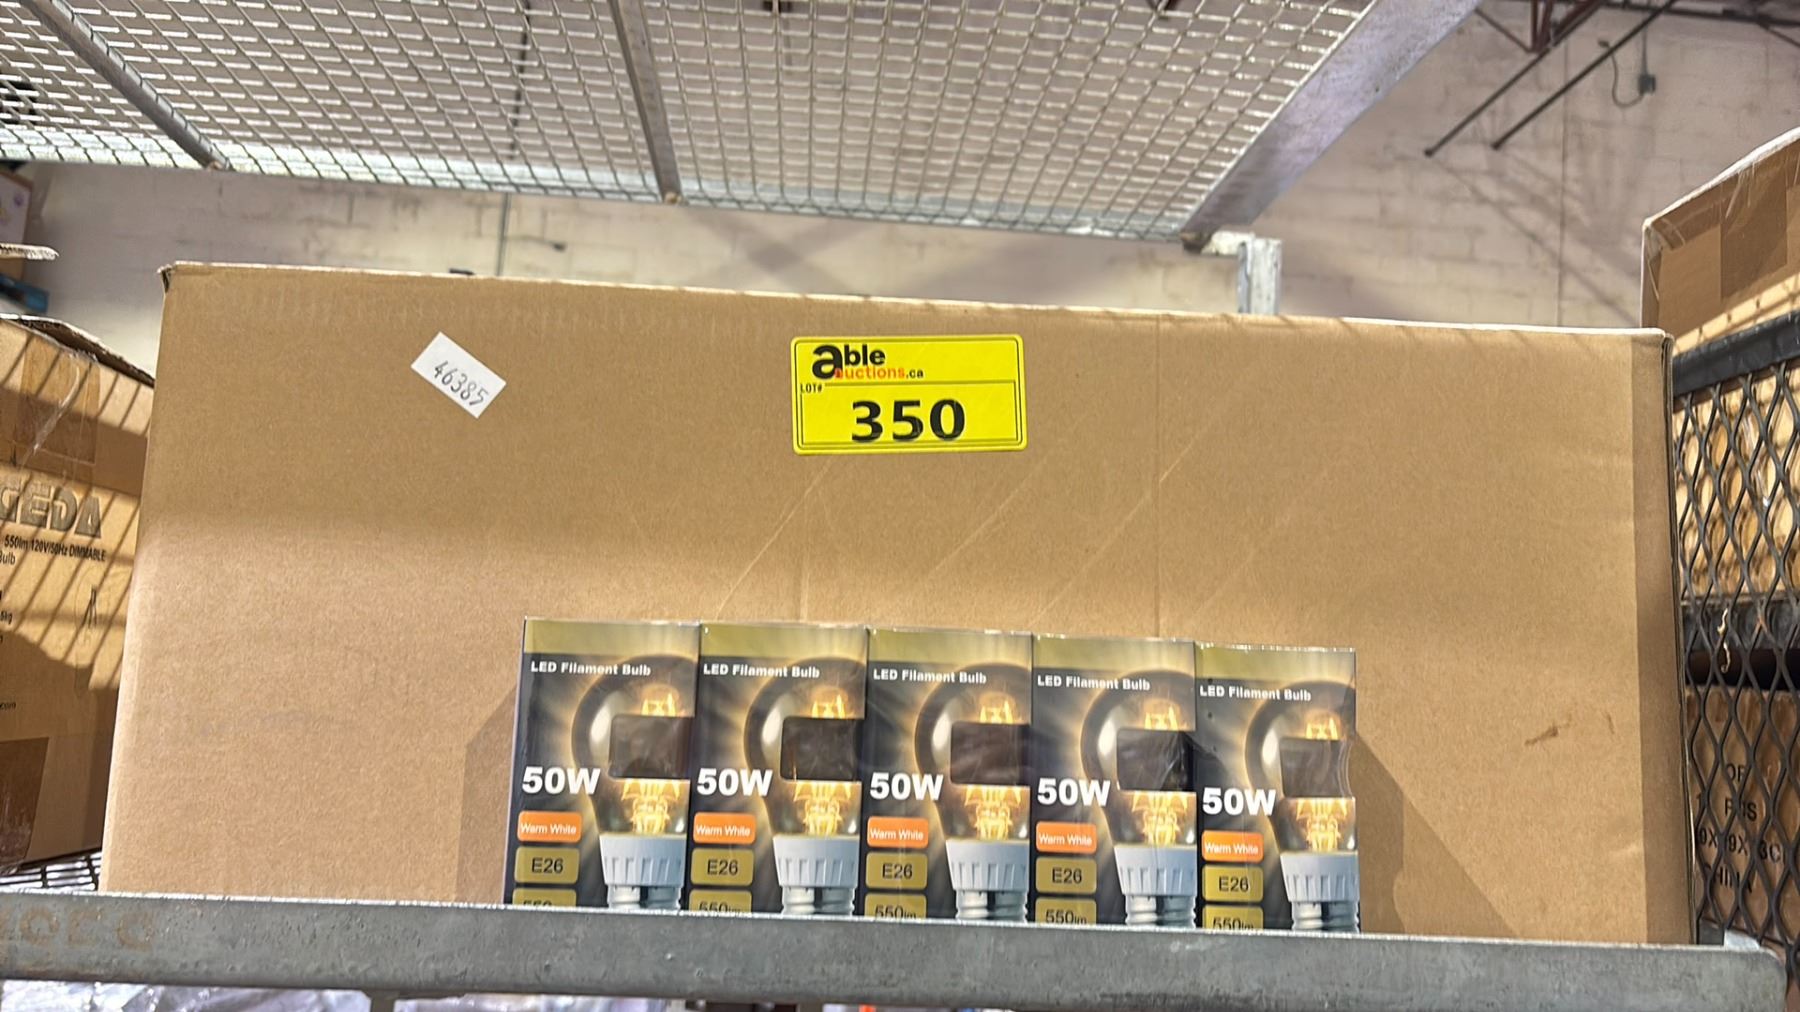 46385
able
auctions.ca
LOT#
350
GEDA
550lm 120V/50Hz DIMMABLE
Bulb
LED Filament Bulb
50W
Warm White
E26
LED Filament Bulb
50W
Warm White
E26
550lm
LED Filament Bulb
50W
Warm White
E26
550lm
LED Filament Bulb
50W
Warm White
E26
550lm
LED Filament Bulb
50W
Warm White
E26
550lm